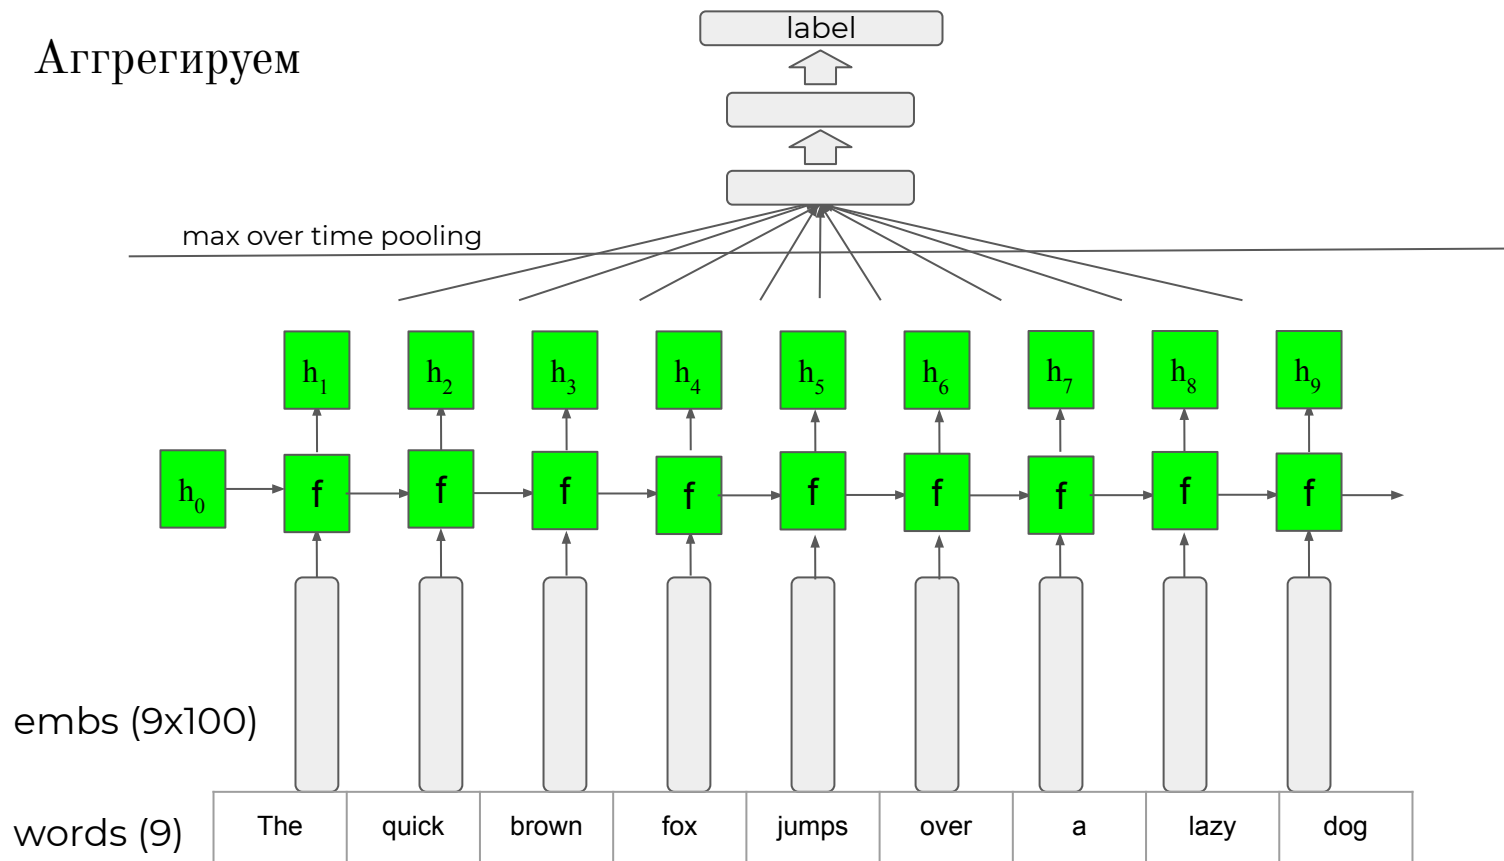 label
Аггрегируем
max over time pooling
h₁ h₂ h₃ h₄ h₅ h₆ h₇ h₈ h₉
h₀ f f f f f f f f f
embs (9x100)
words (9) The quick brown fox jumps over a lazy dog